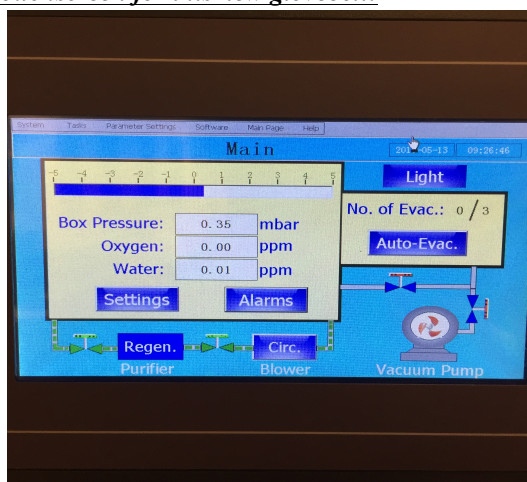 System Tasks Parameter Settings Software Main Page Help
Main
-05-13 09:26:46
-5 -4 -3 -2 -1 0 1 2 3 4 5
Light
No. of Evac.: 0 / 3
Box Pressure: 0.35 mbar
Oxygen: 0.00 ppm
Auto-Evac.
Water: 0.01 ppm
Settings Alarms
Regen. Circ.
Purifier Blower Vacuum Pump